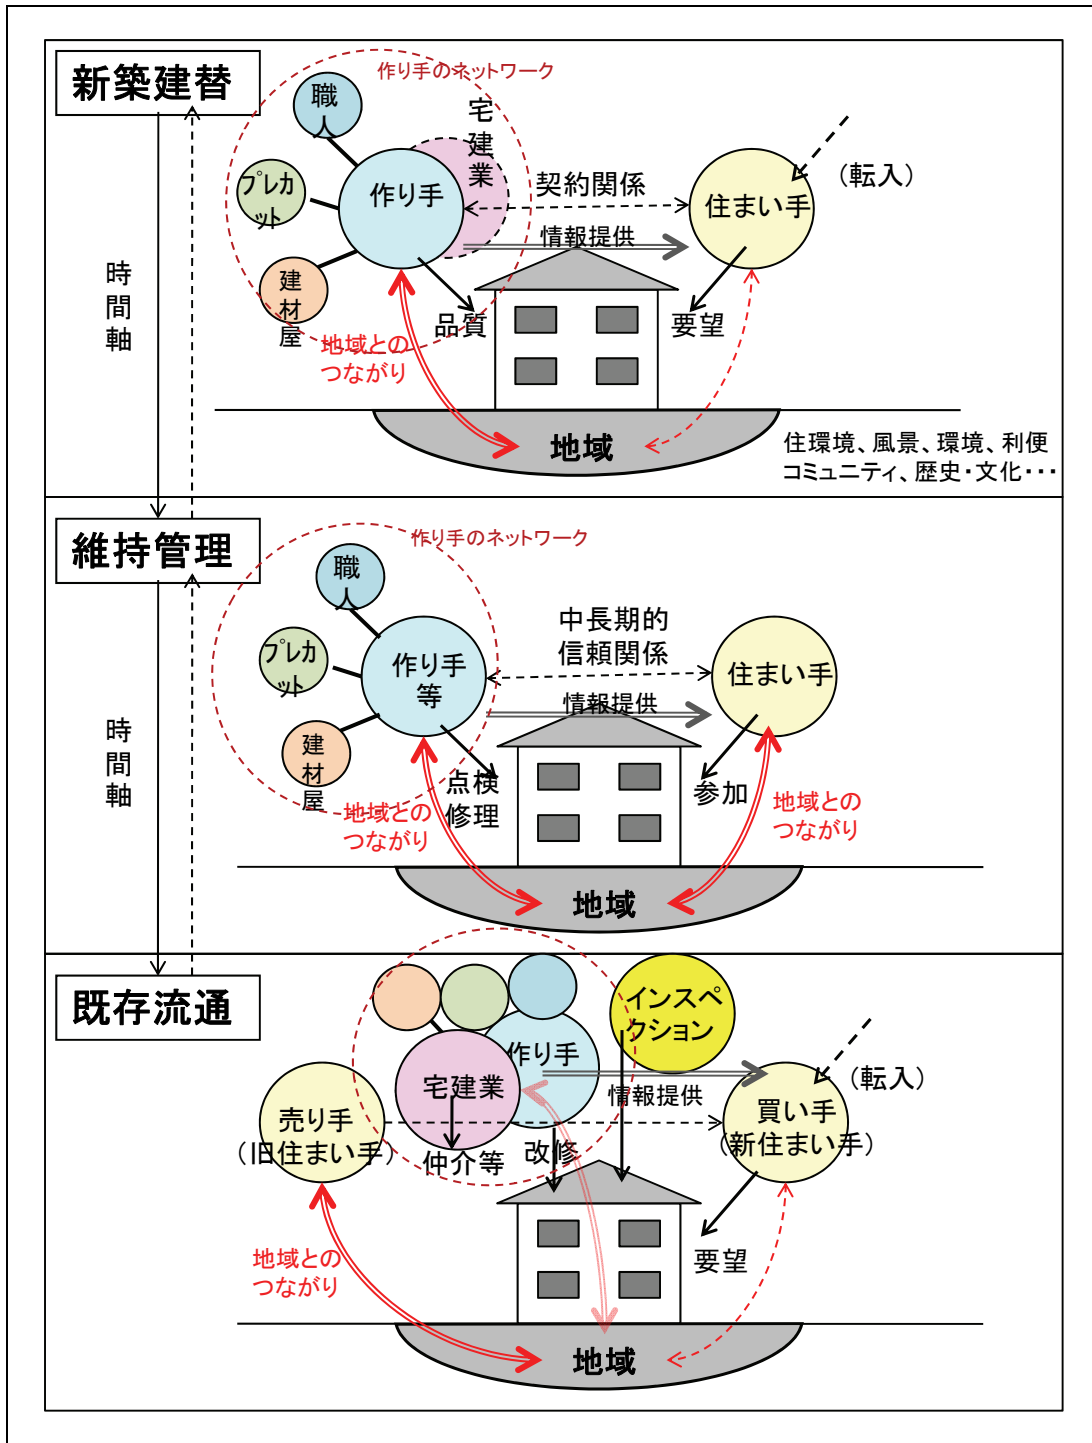 新築建替
作り手のネットワーク
職
人
宅
建
業
プレカ
ット
作り手
契約関係
住まい手
(転入)
情報提供
建
材
屋
時
間
軸
品質
要望
地域との
つながり
地域
住環境、風景、環境、利便
コミュニティ、歴史・文化・・・
維持管理
作り手のネットワーク
職
人
プレカ
ット
作り手
等
中長期的
信頼関係
住まい手
情報提供
建
材
屋
時
間
軸
点検
修理
参加
地域との
つながり
地域との
つながり
地域
既存流通
インスペ
クション
作り手
宅建業
(転入)
情報提供
売り手
(旧住まい手)
買い手
(新住まい手)
仲介等
改修
要望
地域との
つながり
地域